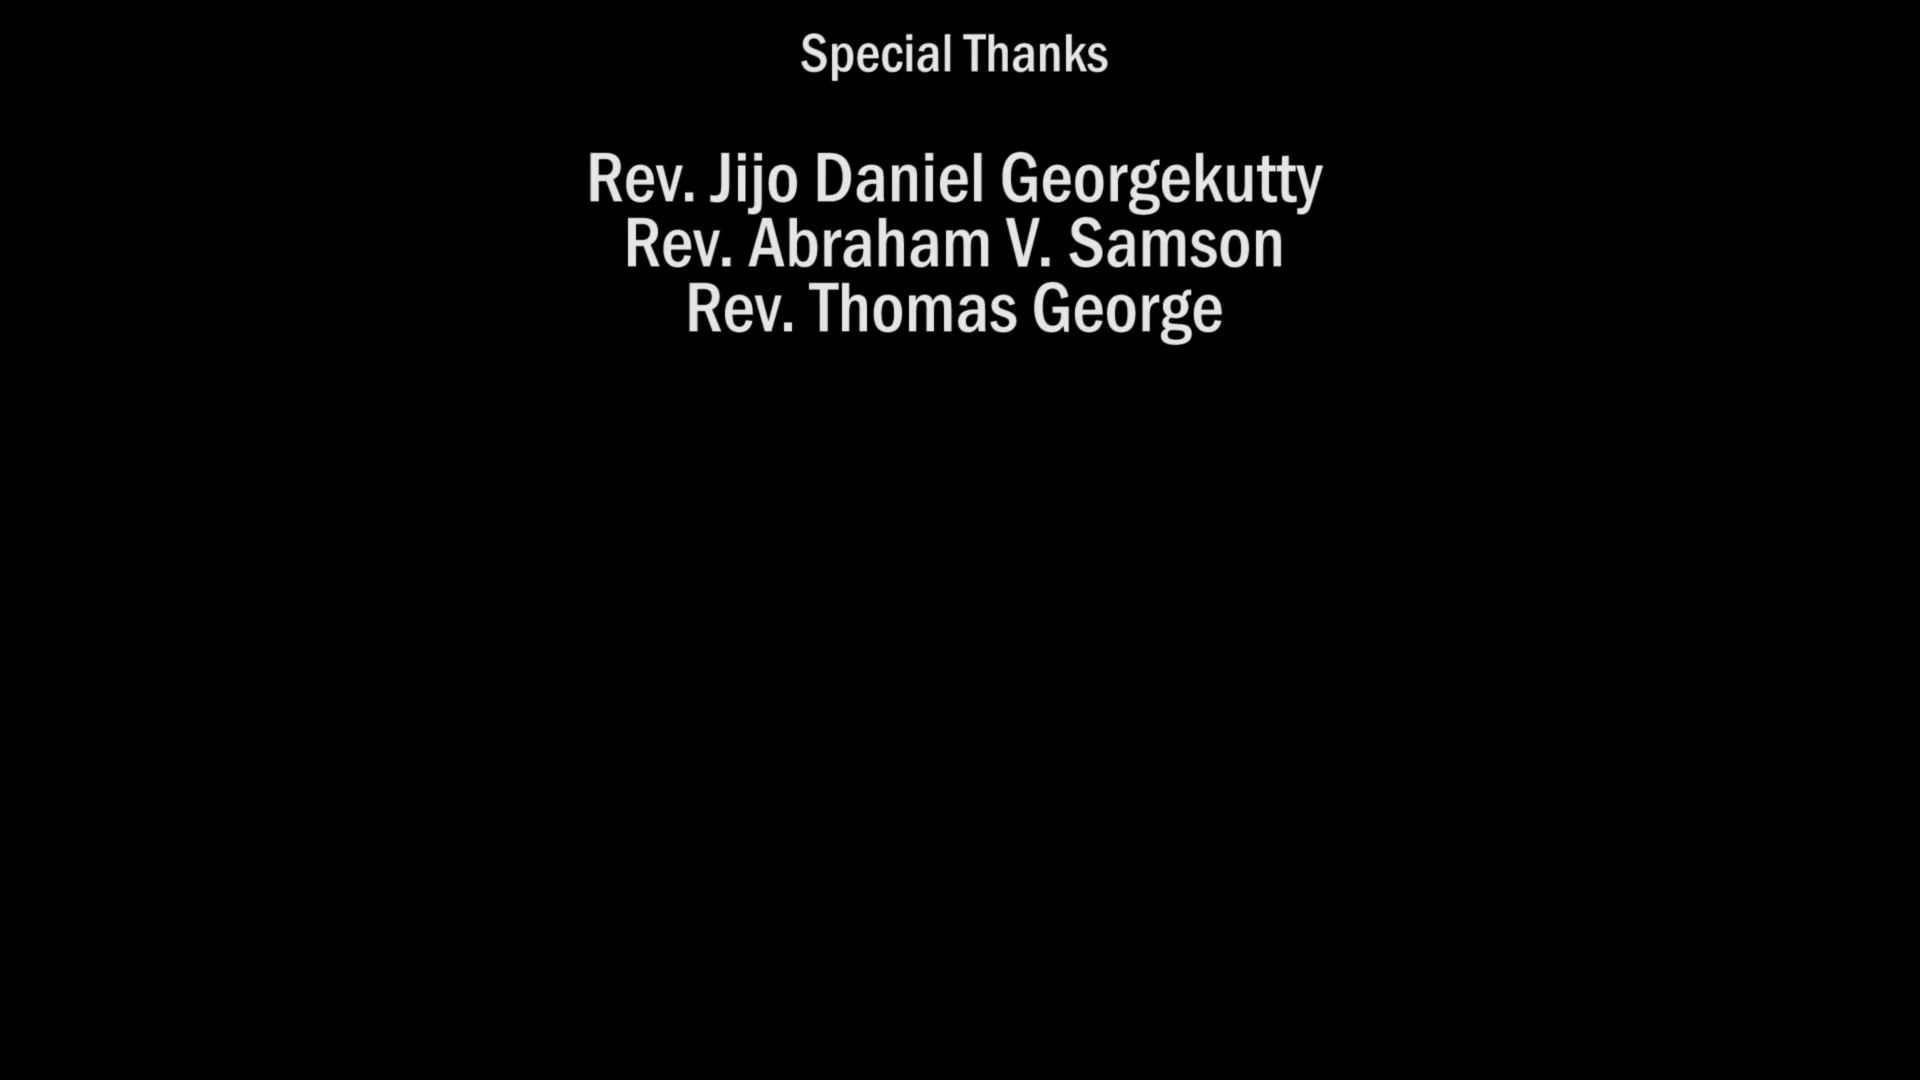 Special Thanks
Rev. Jijo Daniel Georgekutty
Rev. Abraham V. Samson
Rev. Thomas George